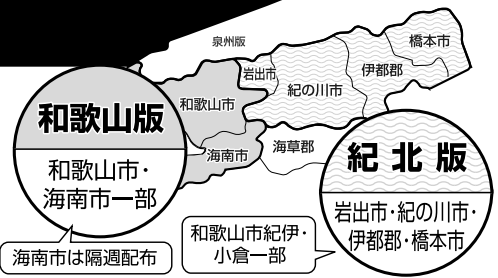 泉州版
橋本市
伊都郡
岩出市
紀の川市
和歌山市
海南市
海草郡
和歌山版
和歌山市・
海南市一部
海南市は隔週配布
紀北版
岩出市・紀の川市・
伊都郡・橋本市
和歌山市紀伊・
小倉一部